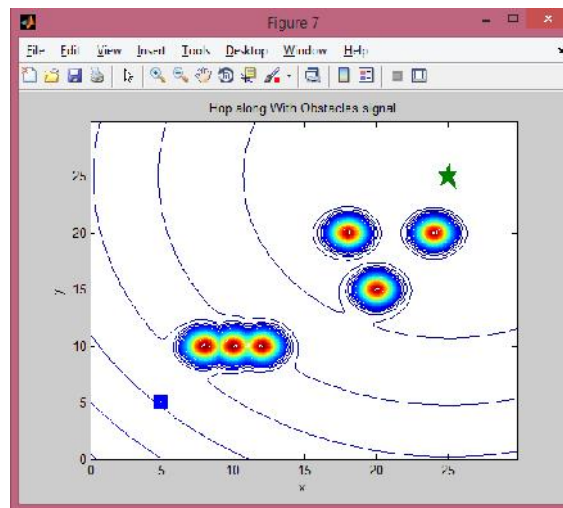 Figure 7
File Edit View Insert Tools Desktop Window Help
Hop along With Obstacles signal
25
20
15
10
5
0
0 5 10 15 20 25
y
x